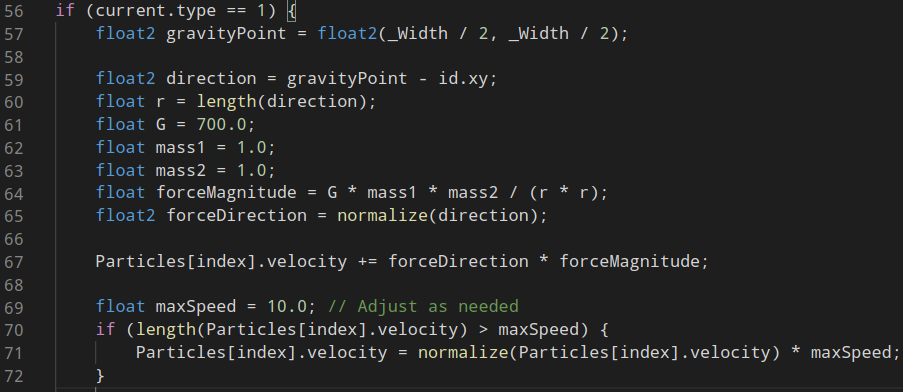 56 if (current.type == 1) {
57     float2 gravityPoint = float2(_Width / 2, _Width / 2);
58
59     float2 direction = gravityPoint - id.xy;
60     float r = length(direction);
61     float G = 700.0;
62     float mass1 = 1.0;
63     float mass2 = 1.0;
64     float forceMagnitude = G * mass1 * mass2 / (r * r);
65     float2 forceDirection = normalize(direction);
66
67     Particles[index].velocity += forceDirection * forceMagnitude;
68
69     float maxSpeed = 10.0; // Adjust as needed
70     if (length(Particles[index].velocity) > maxSpeed) {
71         Particles[index].velocity = normalize(Particles[index].velocity) * maxSpeed;
72     }